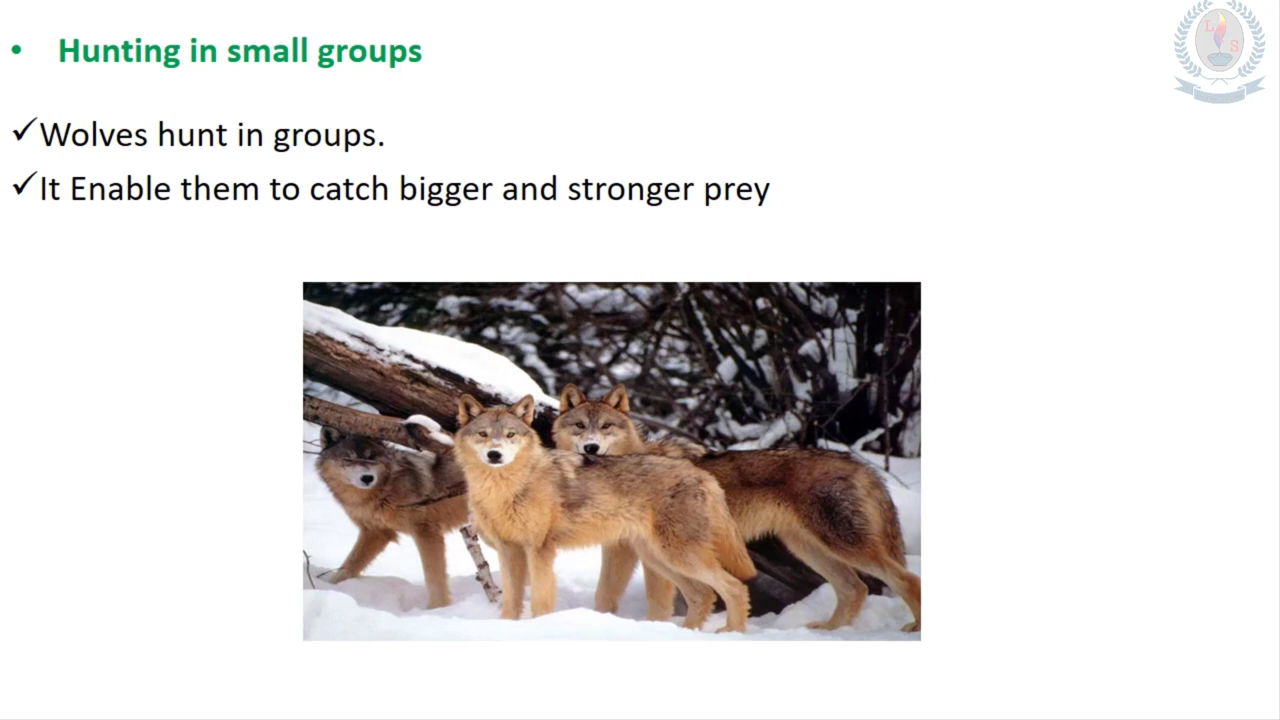 • Hunting in small groups
✓Wolves hunt in groups.
✓It Enable them to catch bigger and stronger prey
L
S